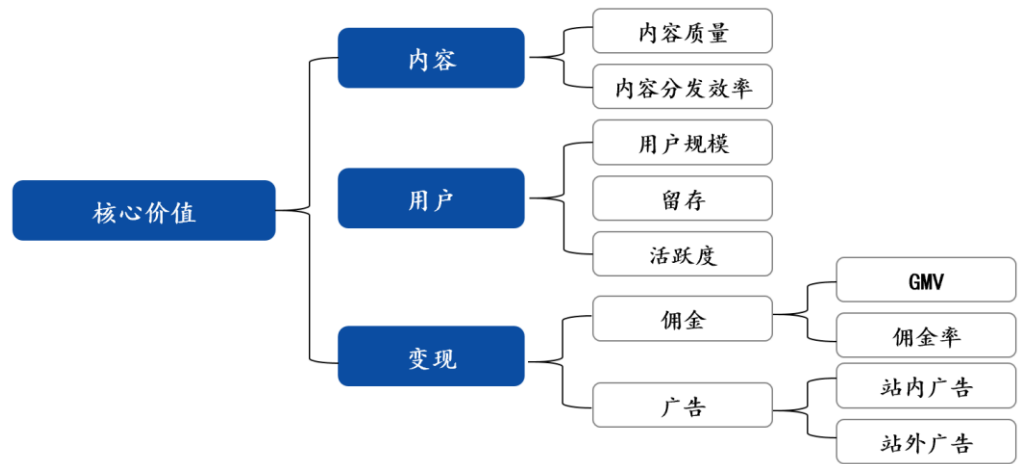 核心价值
内容
内容质量
内容分发效率
用户
用户规模
留存
活跃度
变现
佣金
GMV
佣金率
广告
站内广告
站外广告